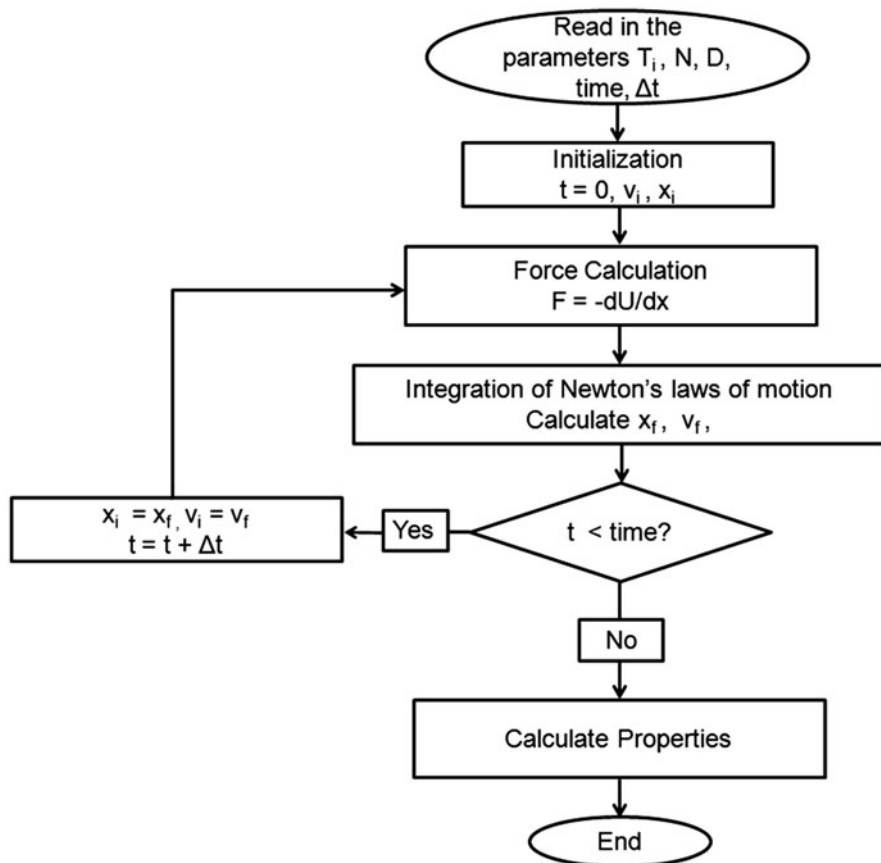 Read in the
parameters Tᵢ, N, D,
time, Δt
Initialization
t = 0, vᵢ, xᵢ
Force Calculation
F = -dU/dx
Integration of Newton's laws of motion
Calculate x_f, v_f,
t < time?
Yes
xᵢ = x_f, vᵢ = v_f
t = t + Δt
No
Calculate Properties
End